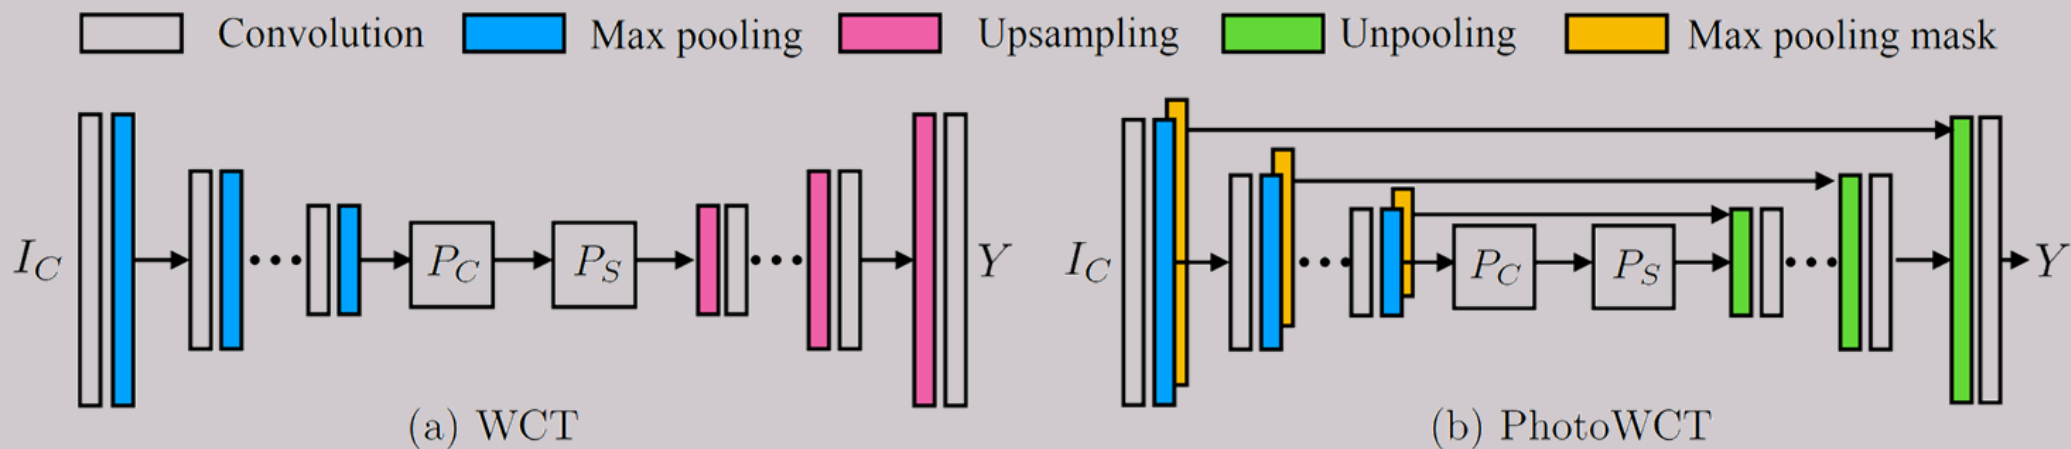 Convolution Max pooling Upsampling Unpooling Max pooling mask
I_C P_C P_S Y I_C P_C P_S Y
(a) WCT (b) PhotoWCT